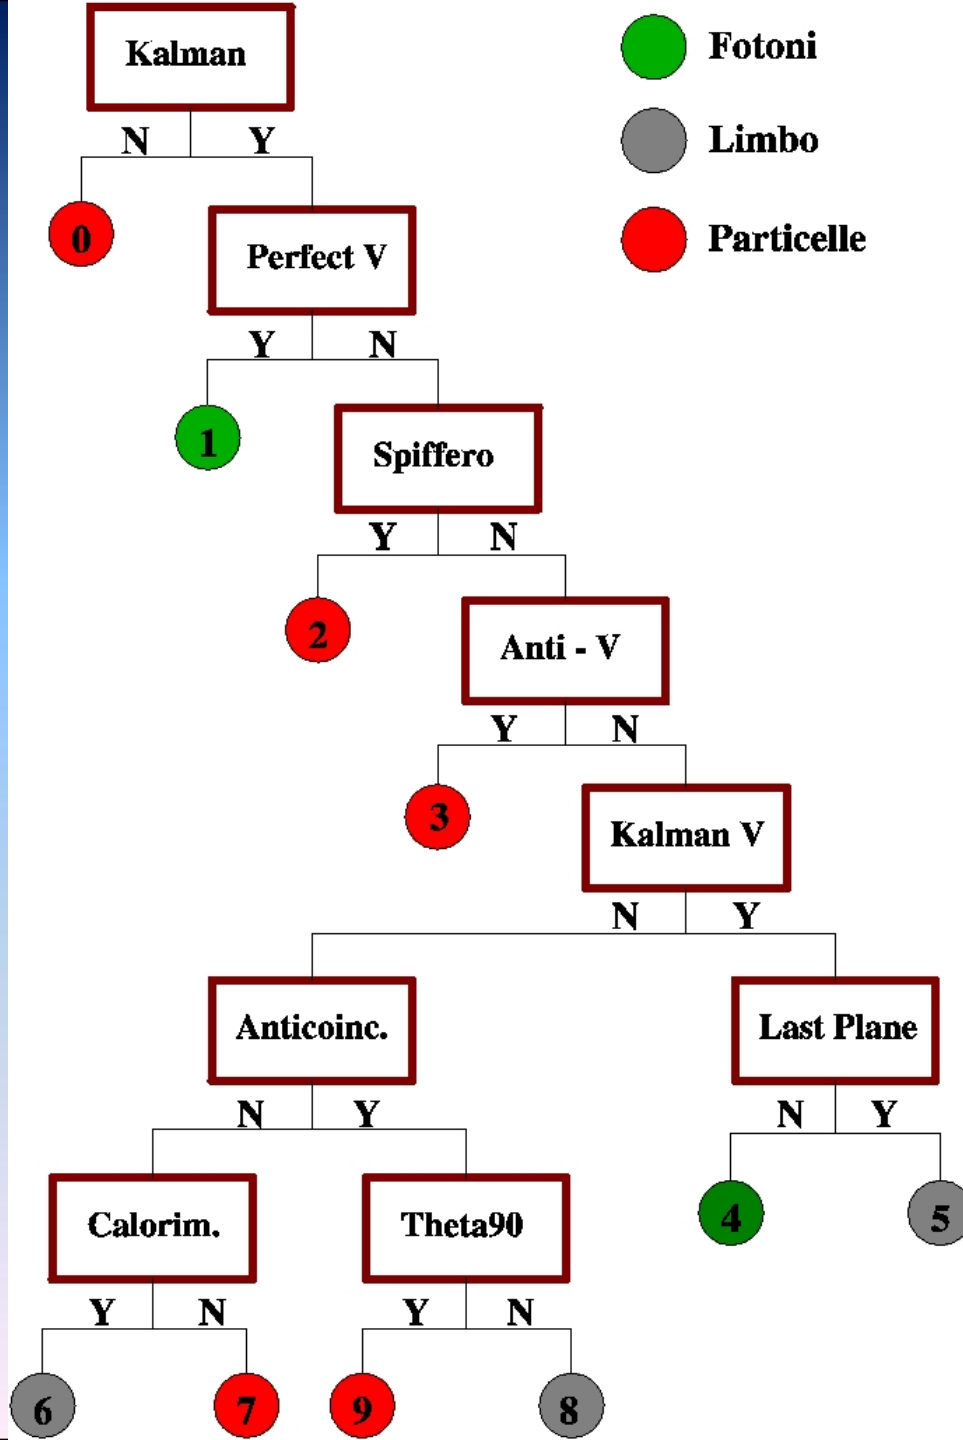 Kalman
Fotoni
N Y
Limbo
0
Particelle
Perfect V
Y N
1
Spiffero
Y N
2
Anti - V
Y N
3
Kalman V
N Y
Anticoinc.
Last Plane
N Y
N Y
Calorim.
Theta90
4
5
Y N
Y N
6
7
9
8